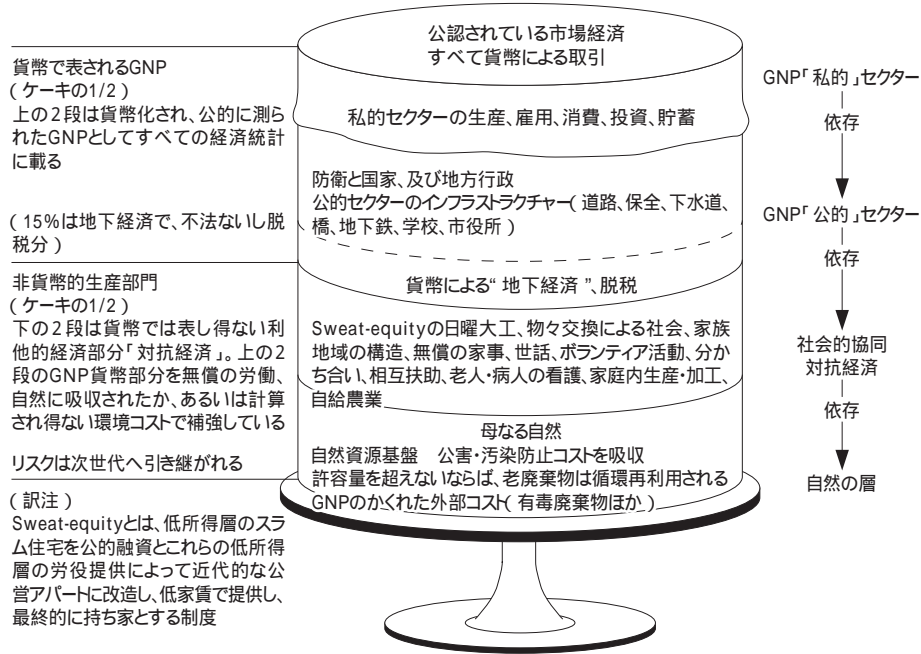 公認されている市場経済
すべて貨幣による取引
私的セクターの生産、雇用、消費、投資、貯蓄
防衛と国家、及び地方行政
公的セクターのインフラストラクチャー(道路、保全、下水道、
橋、地下鉄、学校、市役所)
貨幣による“地下経済”、脱税
Sweat-equityの日曜大工、物々交換による社会、家族
地域の構造、無償の家事、世話、ボランティア活動、分か
ち合い、相互扶助、老人・病人の看護、家庭内生産・加工、
自給農業
母なる自然
自然資源基盤 公害・汚染防止コストを吸収
許容量を超えないならば、老廃棄物は循環再利用される
GNPのかくれた外部コスト(有毒廃棄物ほか)
貨幣で表されるGNP
(ケーキの1/2)
上の2段は貨幣化され、公的に測ら
れたGNPとしてすべての経済統計
に載る
(15%は地下経済で、不法ないし脱
税分)
非貨幣的生産部門
(ケーキの1/2)
下の2段は貨幣では表し得ない利
他的経済部分「対抗経済」。上の2
段のGNP貨幣部分を無償の労働、
自然に吸収されたか、あるいは計算
され得ない環境コストで補強している
リスクは次世代へ引き継がれる
(訳注)
Sweat-equityとは、低所得層のスラ
ム住宅を公的融資とこれらの低所得
層の労役提供によって近代的な公
営アパートに改造し、低家賃で提供し、
最終的に持ち家とする制度
GNP「私的」セクター
依存
GNP「公的」セクター
依存
社会的協同
対抗経済
依存
自然の層